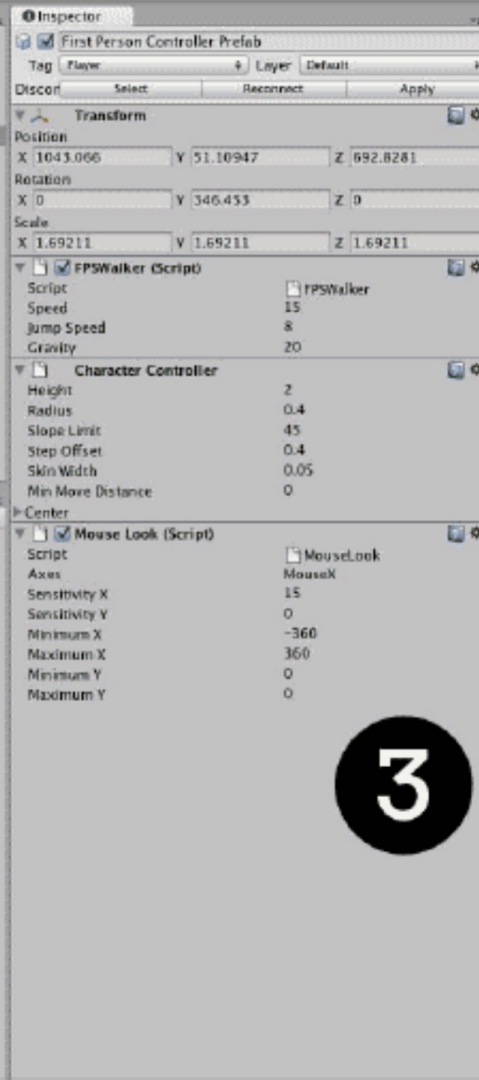 Inspector
First Person Controller Prefab
Tag Player Layer Default
Discor Select Reconnect Apply
Transform
Position
X 1043.066 Y 51.10947 Z 692.8281
Rotation
X 0 Y 346.453 Z 0
Scale
X 1.69211 Y 1.69211 Z 1.69211
FPSWalker (Script)
Script FPSWalker
Speed 15
Jump Speed 8
Gravity 20
Character Controller
Height 2
Radius 0.4
Slope Limit 45
Step Offset 0.4
Skin Width 0.05
Min Move Distance 0
Center
Mouse Look (Script)
Script MouseLook
Axes MouseX
Sensitivity X 15
Sensitivity Y 0
Minimum X -360
Maximum X 360
Minimum Y 0
Maximum Y 0
3